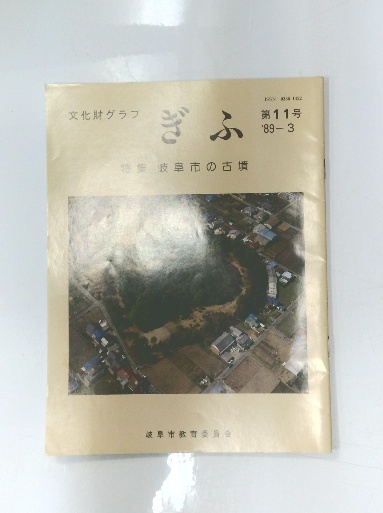 文化財グラフ
ぎふ
第11号
'89-3
特集 岐阜市の古墳
岐阜市教育委員会